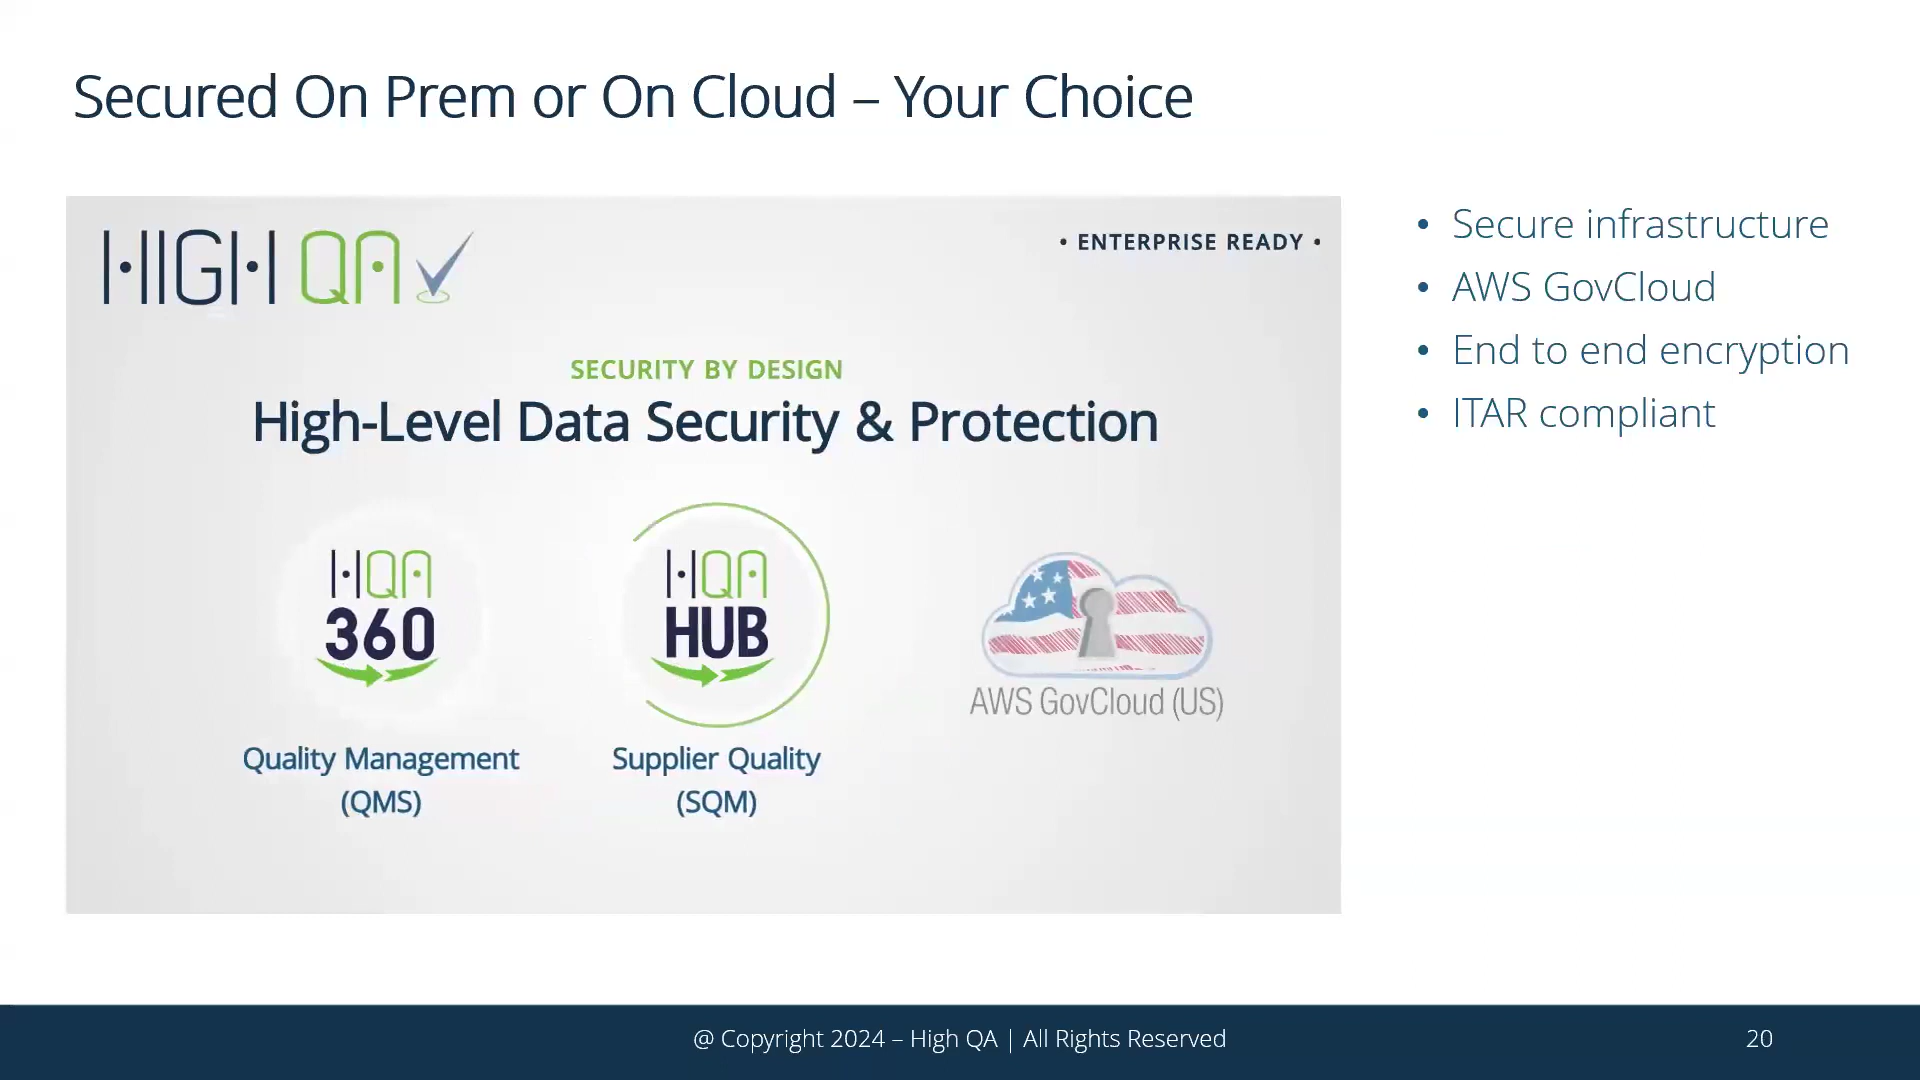 Secured On Prem or On Cloud – Your Choice
HIGH QA
• ENTERPRISE READY •
SECURITY BY DESIGN
High-Level Data Security & Protection
HQA
360
Quality Management
(QMS)
HQA
HUB
Supplier Quality
(SQM)
AWS GovCloud (US)
• Secure infrastructure
• AWS GovCloud
• End to end encryption
• ITAR compliant
@ Copyright 2024 – High QA | All Rights Reserved
20